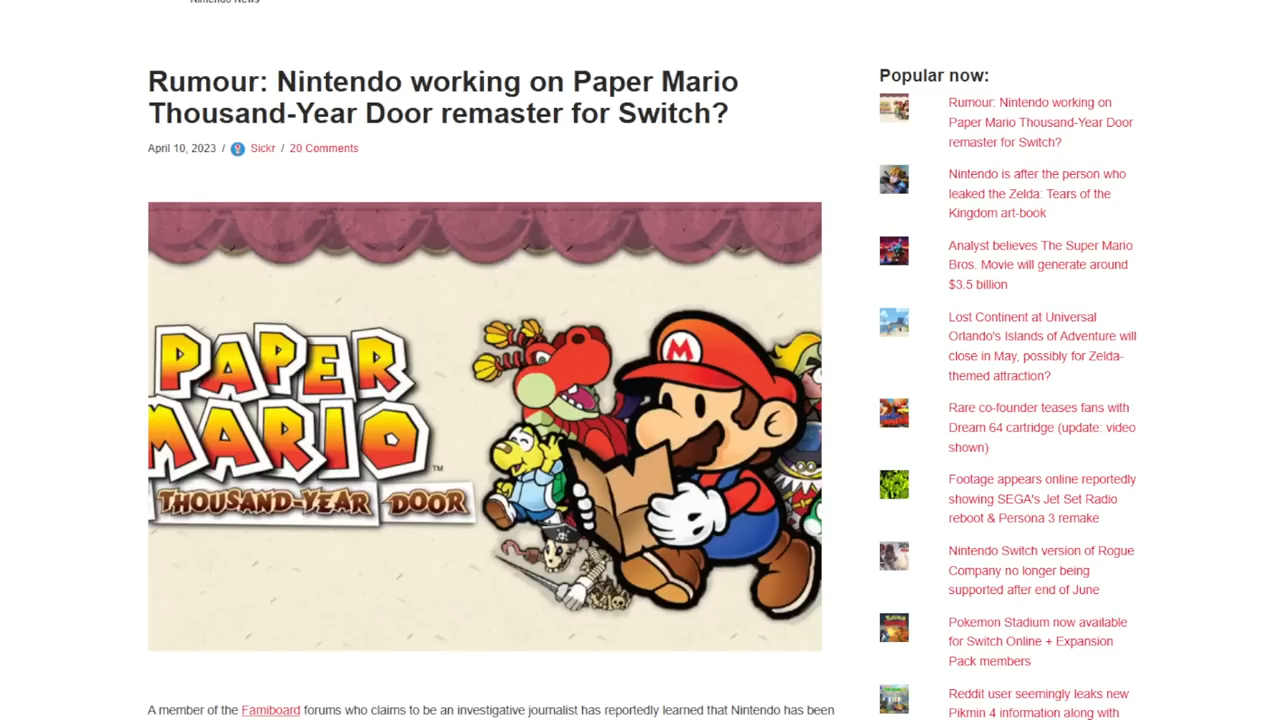 Nintendo News
Rumour: Nintendo working on Paper Mario
Thousand-Year Door remaster for Switch?
April 10, 2023 / Sickr / 20 Comments
PAPER
MARIO
TM
THOUSAND-YEAR DOOR
M
A member of the Famiboard forums who claims to be an investigative journalist has reportedly learned that Nintendo has been
Popular now:
Rumour: Nintendo working on
Paper Mario Thousand-Year Door
remaster for Switch?
Nintendo is after the person who
leaked the Zelda: Tears of the
Kingdom art-book
Analyst believes The Super Mario
Bros. Movie will generate around
$3.5 billion
Lost Continent at Universal
Orlando's Islands of Adventure will
close in May, possibly for Zelda-
themed attraction?
Rare co-founder teases fans with
Dream 64 cartridge (update: video
shown)
Footage appears online reportedly
showing SEGA's Jet Set Radio
reboot & Persona 3 remake
Nintendo Switch version of Rogue
Company no longer being
supported after end of June
Pokemon Stadium now available
for Switch Online + Expansion
Pack members
Reddit user seemingly leaks new
Pikmin 4 information along with